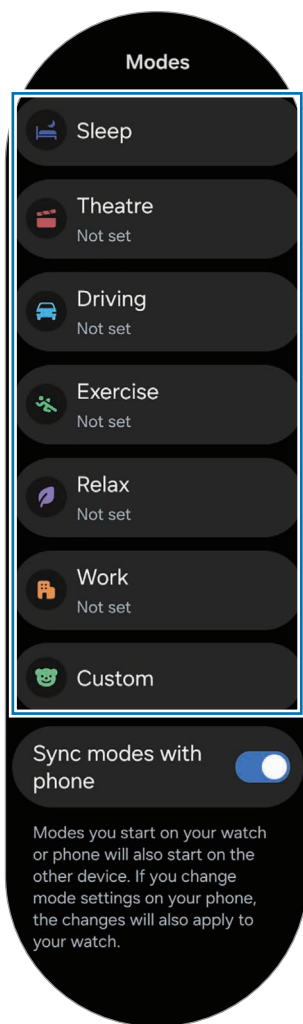 Modes
Sleep
Theatre
Not set
Driving
Not set
Exercise
Not set
Relax
Not set
Work
Not set
Custom
Sync modes with
phone
Modes you start on your watch
or phone will also start on the
other device. If you change
mode settings on your phone,
the changes will also apply to
your watch.